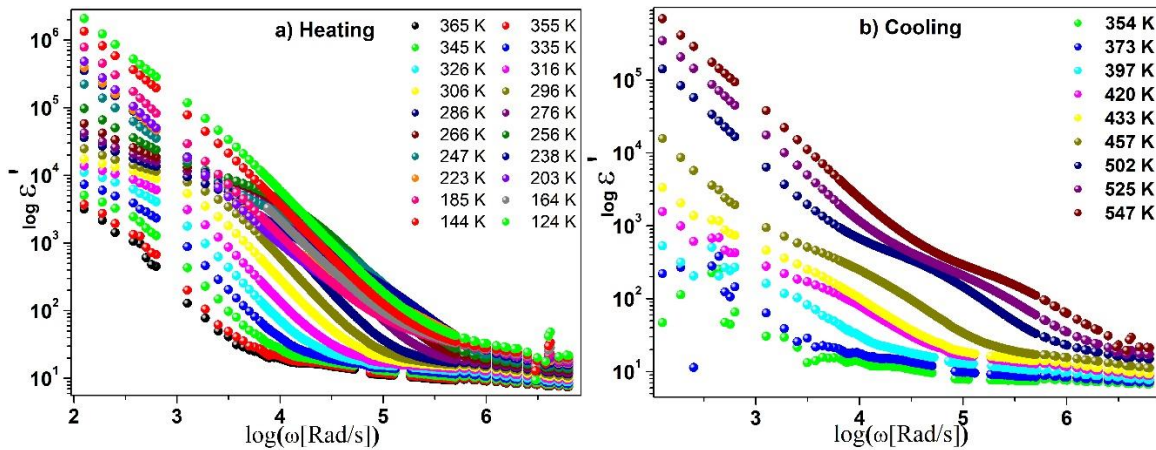 a) Heating
365 K 355 K
345 K 335 K
326 K 316 K
306 K 296 K
286 K 276 K
266 K 256 K
247 K 238 K
223 K 203 K
185 K 164 K
144 K 124 K
log ε'
10^6
10^5
10^4
10^3
10^2
10^1
2 3 4 5 6
log(ω[Rad/s])
b) Cooling
354 K
373 K
397 K
420 K
433 K
457 K
502 K
525 K
547 K
log ε'
10^5
10^4
10^3
10^2
10^1
3 4 5 6
log(ω[Rad/s])